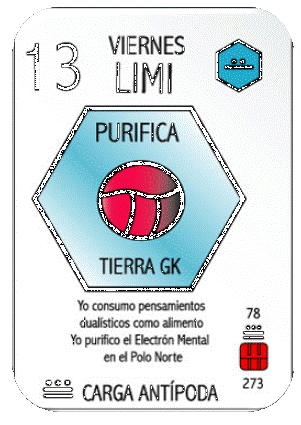 13
VIERNES
LIMI
PURIFICA
TIERRA GK
Yo consumo pensamientos
dualísticos como alimento
Yo purifico el Electrón Mental
en el Polo Norte
78
273
CARGA ANTÍPODA